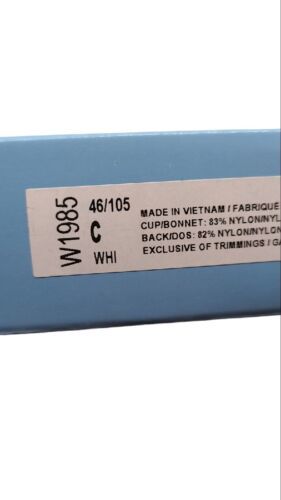 W1985
46/105
C
WHI
MADE IN VIETNAM / FABRIQUE
CUP/BONNET: 83% NYLON/NYL
BACK/DOS: 82% NYLON/NYLON
EXCLUSIVE OF TRIMMINGS / GA